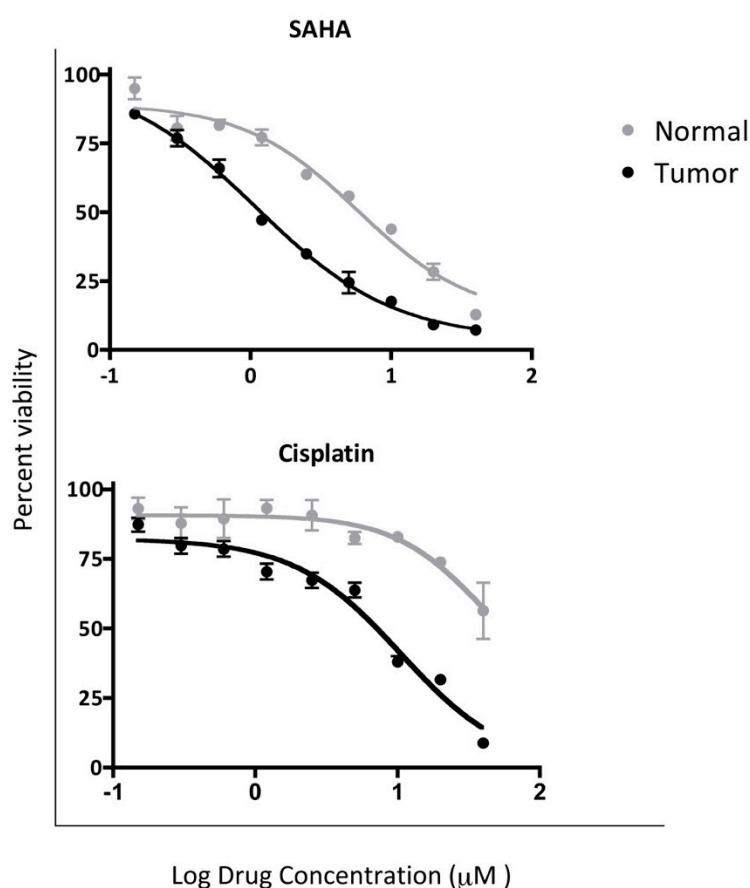 SAHA
100
75
50
25
0
-1 0 1 2
Normal
Tumor
Percent viability
Cisplatin
100
75
50
25
0
-1 0 1 2
Log Drug Concentration (μM )